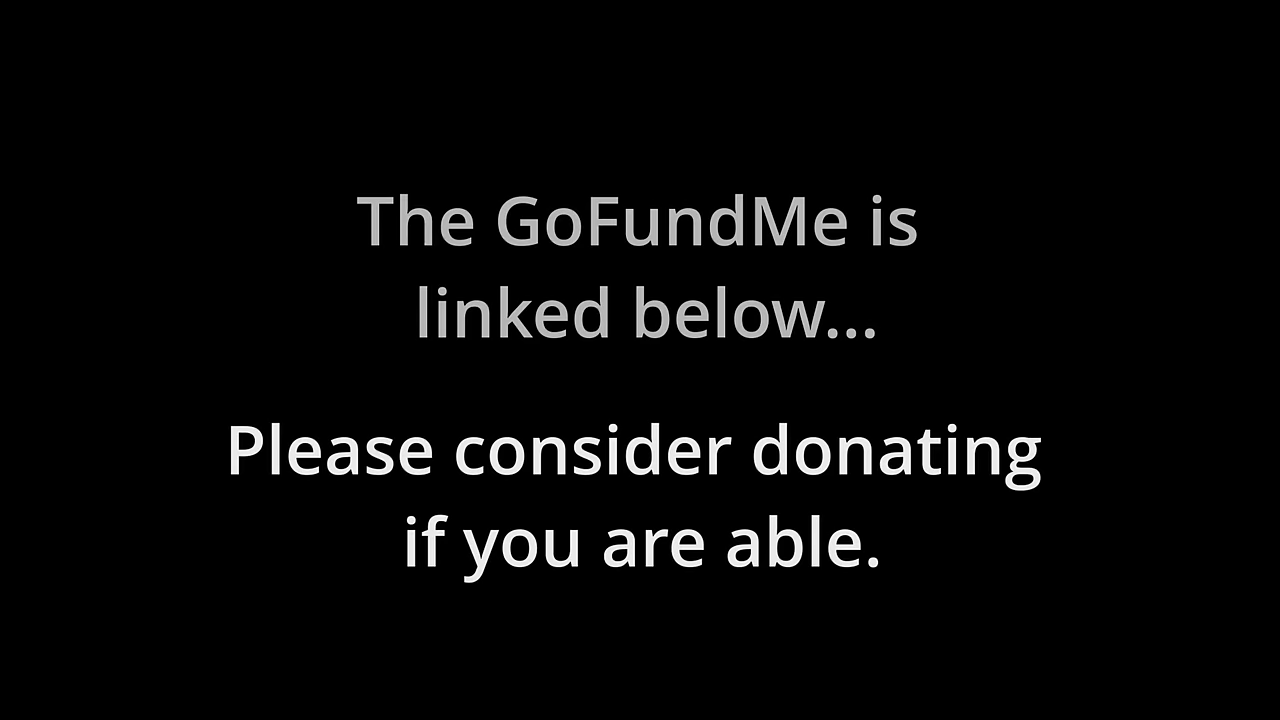 The GoFundMe is
linked below...
Please consider donating
if you are able.